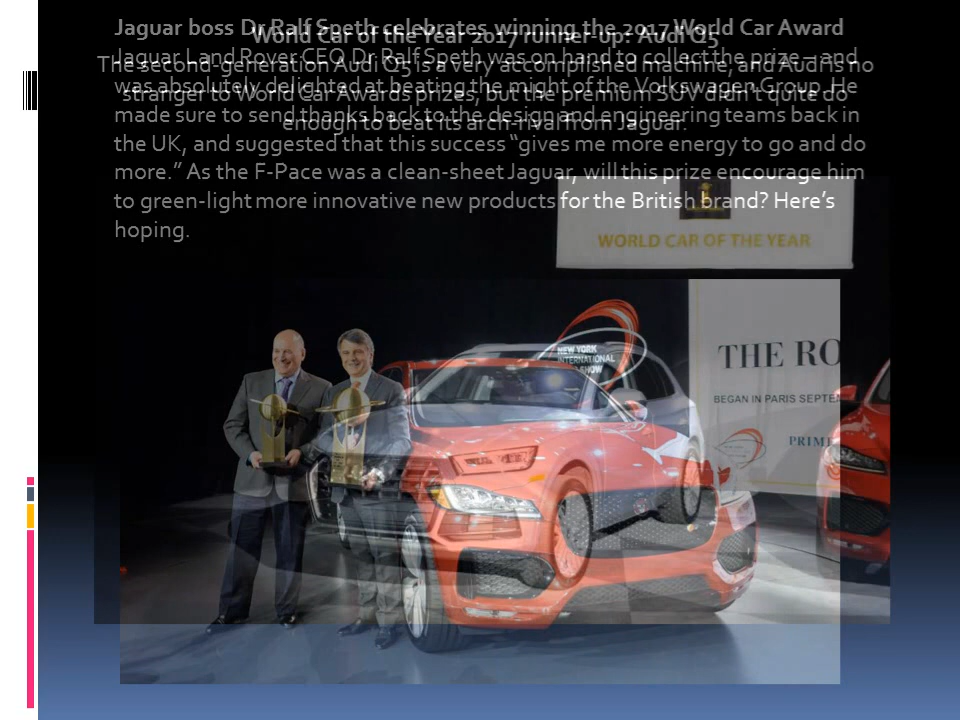 Jaguar boss Dr Ralf Speth celebrates winning the 2017 World Car Award
Jaguar Land Rover CEO Dr Ralf Speth was on hand to collect the prize – and
was absolutely delighted at beating the might of the Volkswagen Group. He
made sure to send thanks back to the design and engineering teams back in
the UK, and suggested that this success “gives me more energy to go and do
more.” As the F-Pace was a clean-sheet Jaguar, will this prize encourage him
to green-light more innovative new products for the British brand? Here’s
hoping.
World Car of the Year 2017 runner-up: Audi Q5
The second-generation Audi Q5 is a very accomplished machine, and Audi is no
stranger to World Car Awards prizes, but the premium SUV didn’t quite do
enough to beat its arch-rival from Jaguar.
WORLD CAR OF THE YEAR
NEW YORK
INTERNATIONAL
SHOW
THE RO
BEGAN IN PARIS SEPTE
PRIME